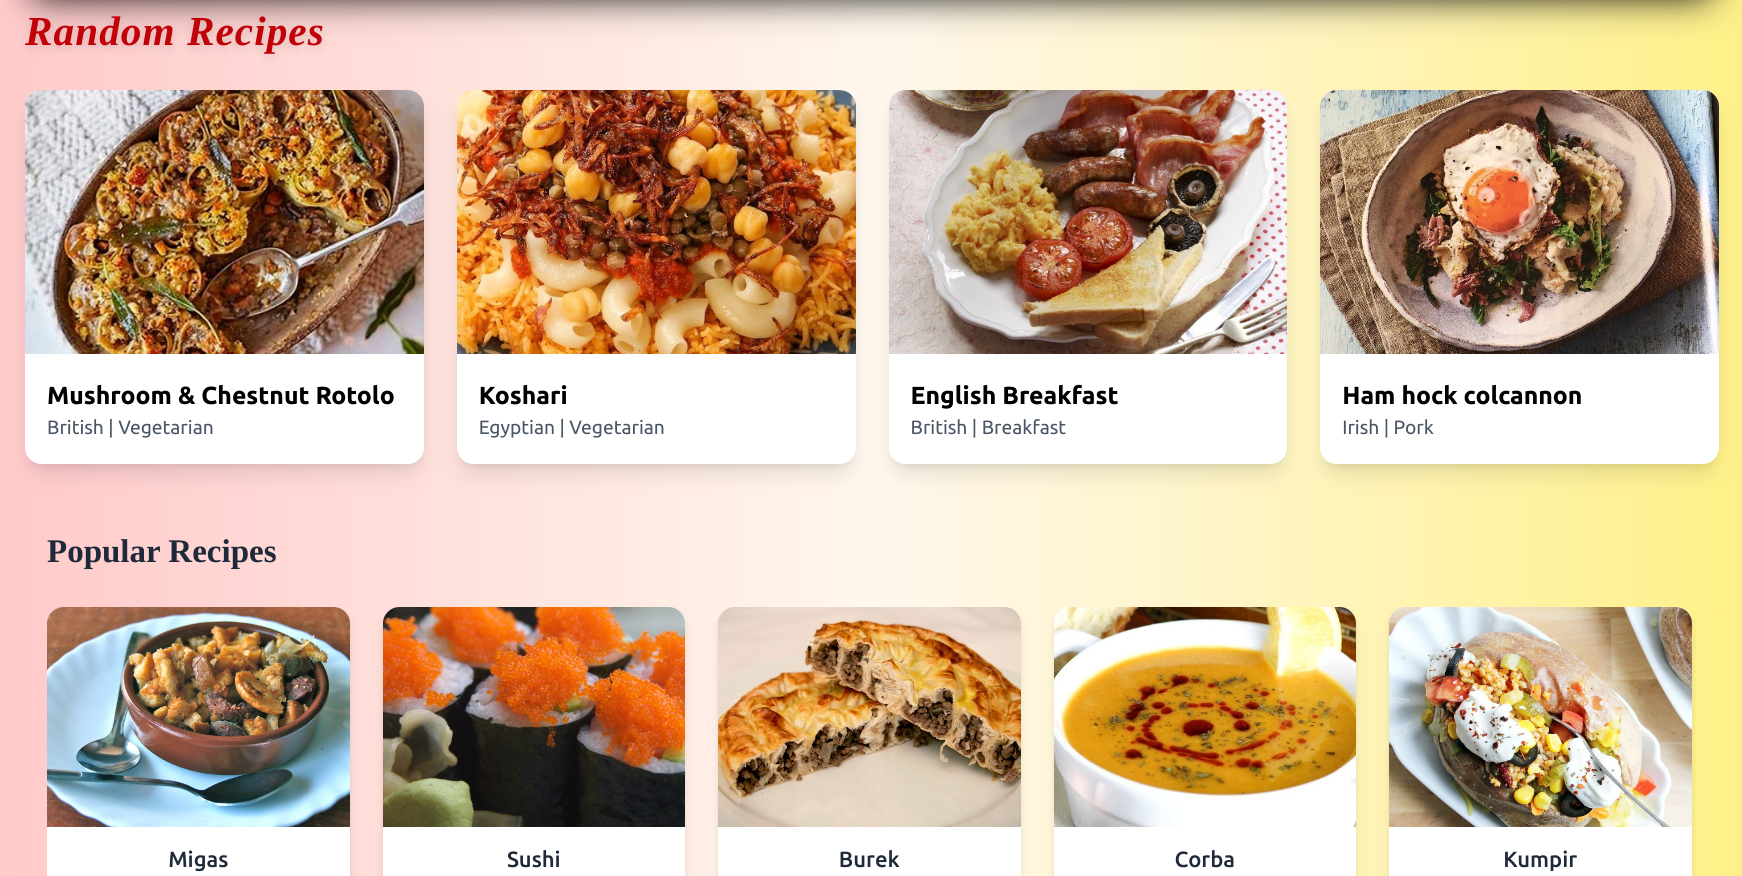 Random Recipes
Mushroom & Chestnut Rotolo
British | Vegetarian
Koshari
Egyptian | Vegetarian
English Breakfast
British | Breakfast
Ham hock colcannon
Irish | Pork
Popular Recipes
Migas
Sushi
Burek
Corba
Kumpir